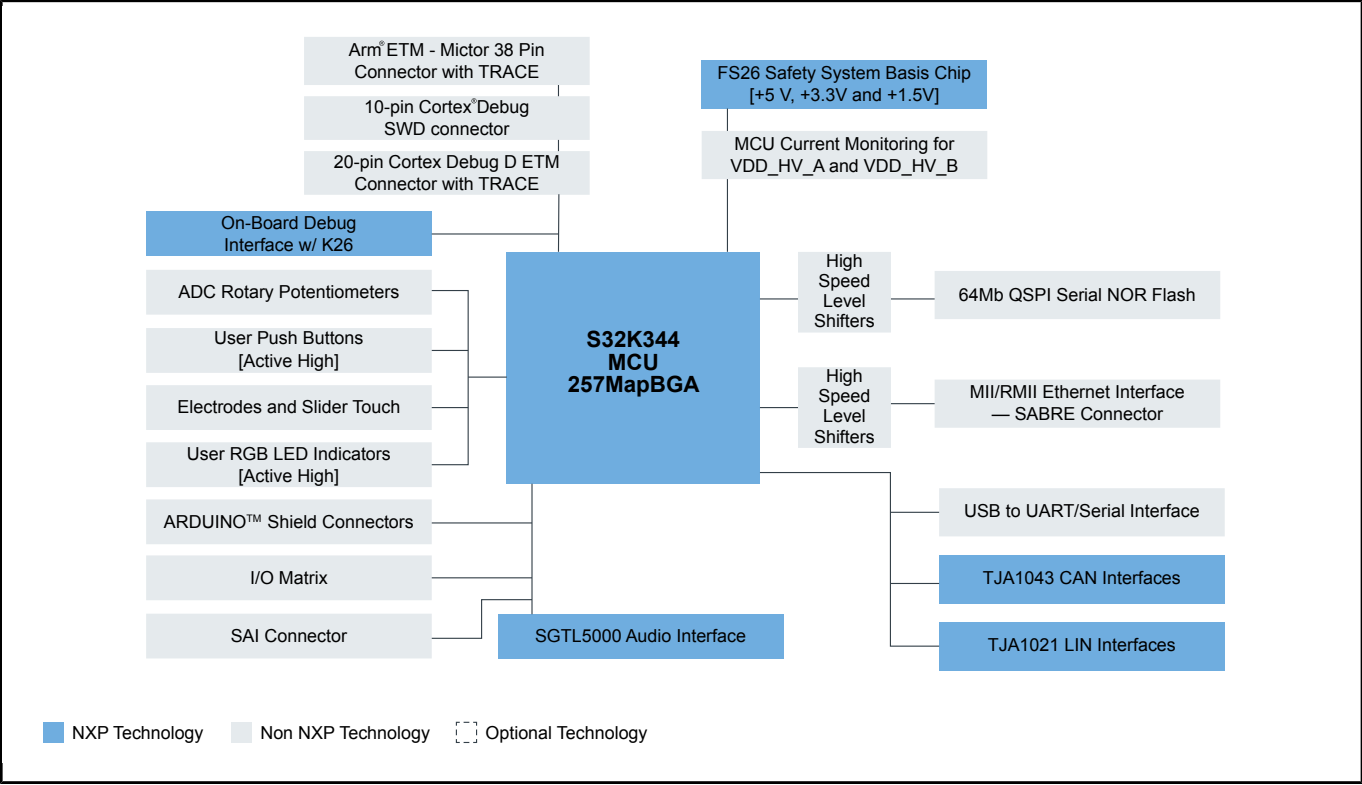 Arm® ETM - Mictor 38 Pin
Connector with TRACE
10-pin Cortex® Debug
SWD connector
20-pin Cortex Debug D ETM
Connector with TRACE
On-Board Debug
Interface w/ K26
ADC Rotary Potentiometers
User Push Buttons
[Active High]
Electrodes and Slider Touch
User RGB LED Indicators
[Active High]
ARDUINO™ Shield Connectors
I/O Matrix
SAI Connector
FS26 Safety System Basis Chip
[+5 V, +3.3V and +1.5V]
MCU Current Monitoring for
VDD_HV_A and VDD_HV_B
S32K344
MCU
257MapBGA
High
Speed
Level
Shifters
64Mb QSPI Serial NOR Flash
High
Speed
Level
Shifters
MII/RMII Ethernet Interface
— SABRE Connector
USB to UART/Serial Interface
TJA1043 CAN Interfaces
TJA1021 LIN Interfaces
SGTL5000 Audio Interface
NXP Technology
Non NXP Technology
Optional Technology